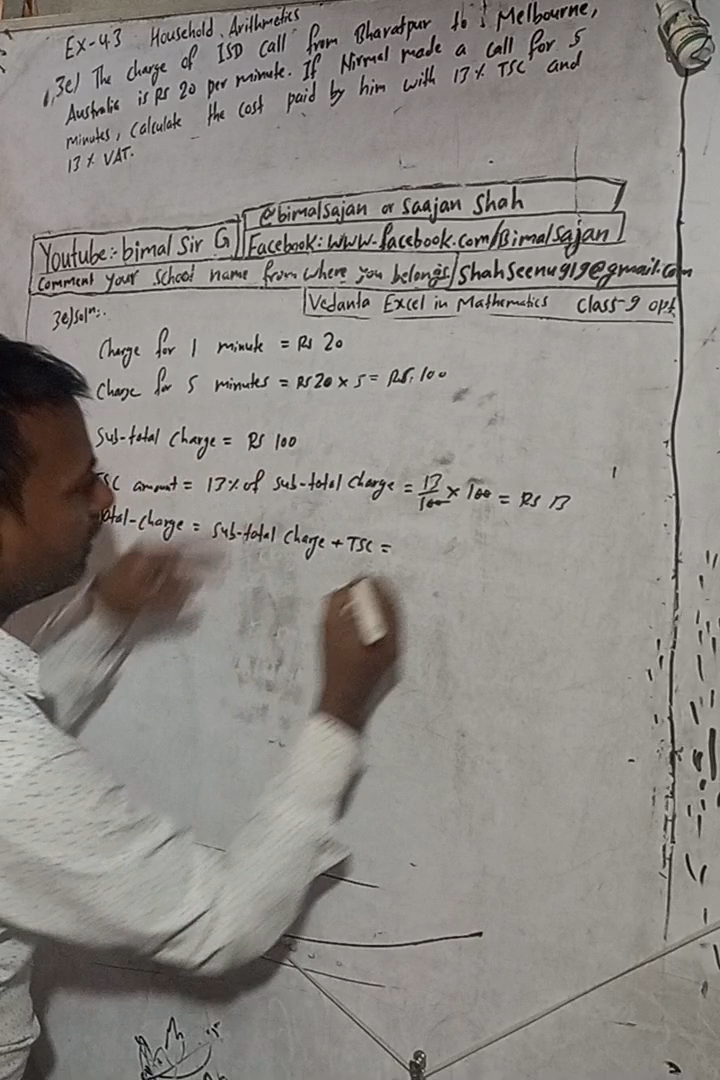 Ex-4.3 Household Arithmetics
3e) The charge of ISD call from Bharatpur to Melbourne,
Australia is Rs 20 per minute. If Nirmal made a call for 5
minutes, Calculate the cost paid by him with 13% TSC and
13% VAT.
@bimalsajan or Saajan Shah
Youtube:- bimal Sir G
Facebook: www.facebook.com/Bimalsajan
Comment your school name from where you belongs
shahseenu919@gmail.com
Vedanta Excel in Mathematics Class-9 opt
3e) Soln:-
Charge for 1 minute = Rs 20
Charge for 5 minutes = Rs 20 × 5 = Rs. 100
Sub-total Charge = Rs 100
TSC amount = 13% of sub-total charge = 13/100 × 100 = Rs 13
Total-charge = Sub-total Charge + TSC =